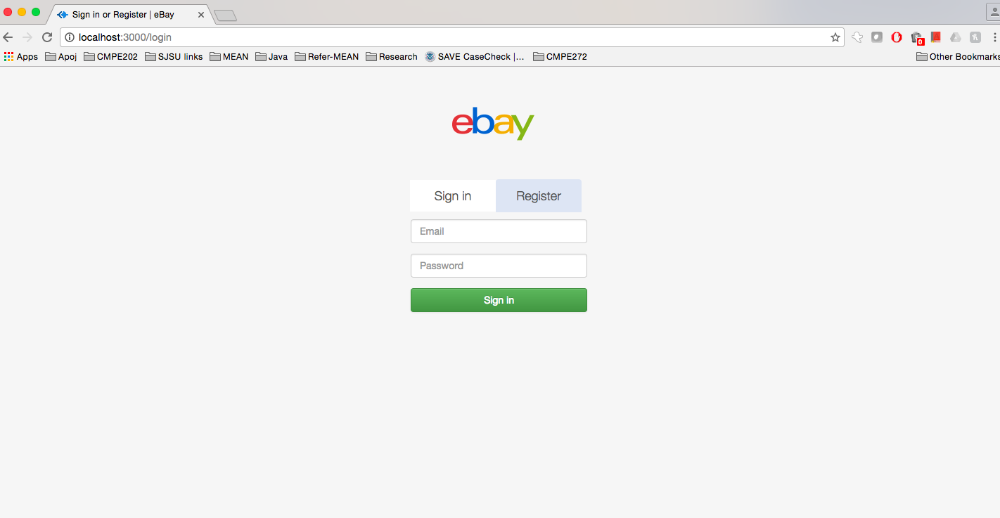 Sign in or Register | eBay
localhost:3000/login
0
Apps Apoj CMPE202 SJSU links MEAN Java Refer-MEAN Research SAVE CaseCheck |... CMPE272 Other Bookmarks
ebay
Sign in Register
Email
Password
Sign in